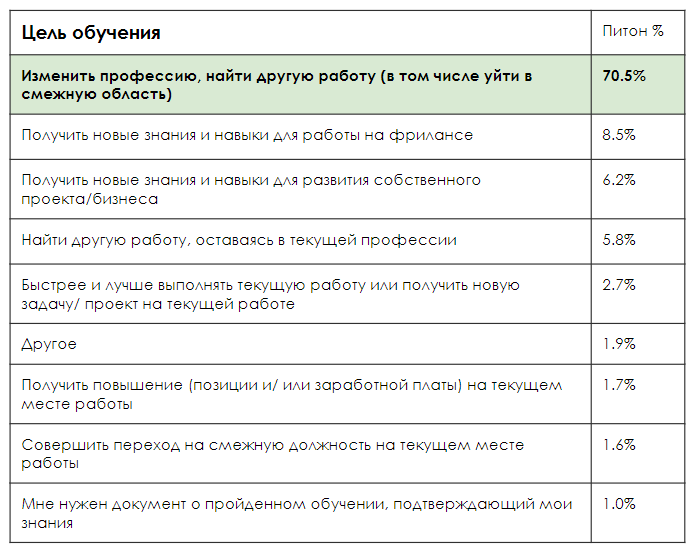 Цель обучения
Питон %
Изменить профессию, найти другую работу (в том числе уйти в
смежную область)
70.5%
Получить новые знания и навыки для работы на фрилансе
8.5%
Получить новые знания и навыки для развития собственного
проекта/бизнеса
6.2%
Найти другую работу, оставаясь в текущей профессии
5.8%
Быстрее и лучше выполнять текущую работу или получить новую
задачу/ проект на текущей работе
2.7%
Другое
1.9%
Получить повышение (позиции и/ или заработной платы) на текущем
месте работы
1.7%
Совершить переход на смежную должность на текущем месте
работы
1.6%
Мне нужен документ о пройденном обучении, подтверждающий мои
знания
1.0%